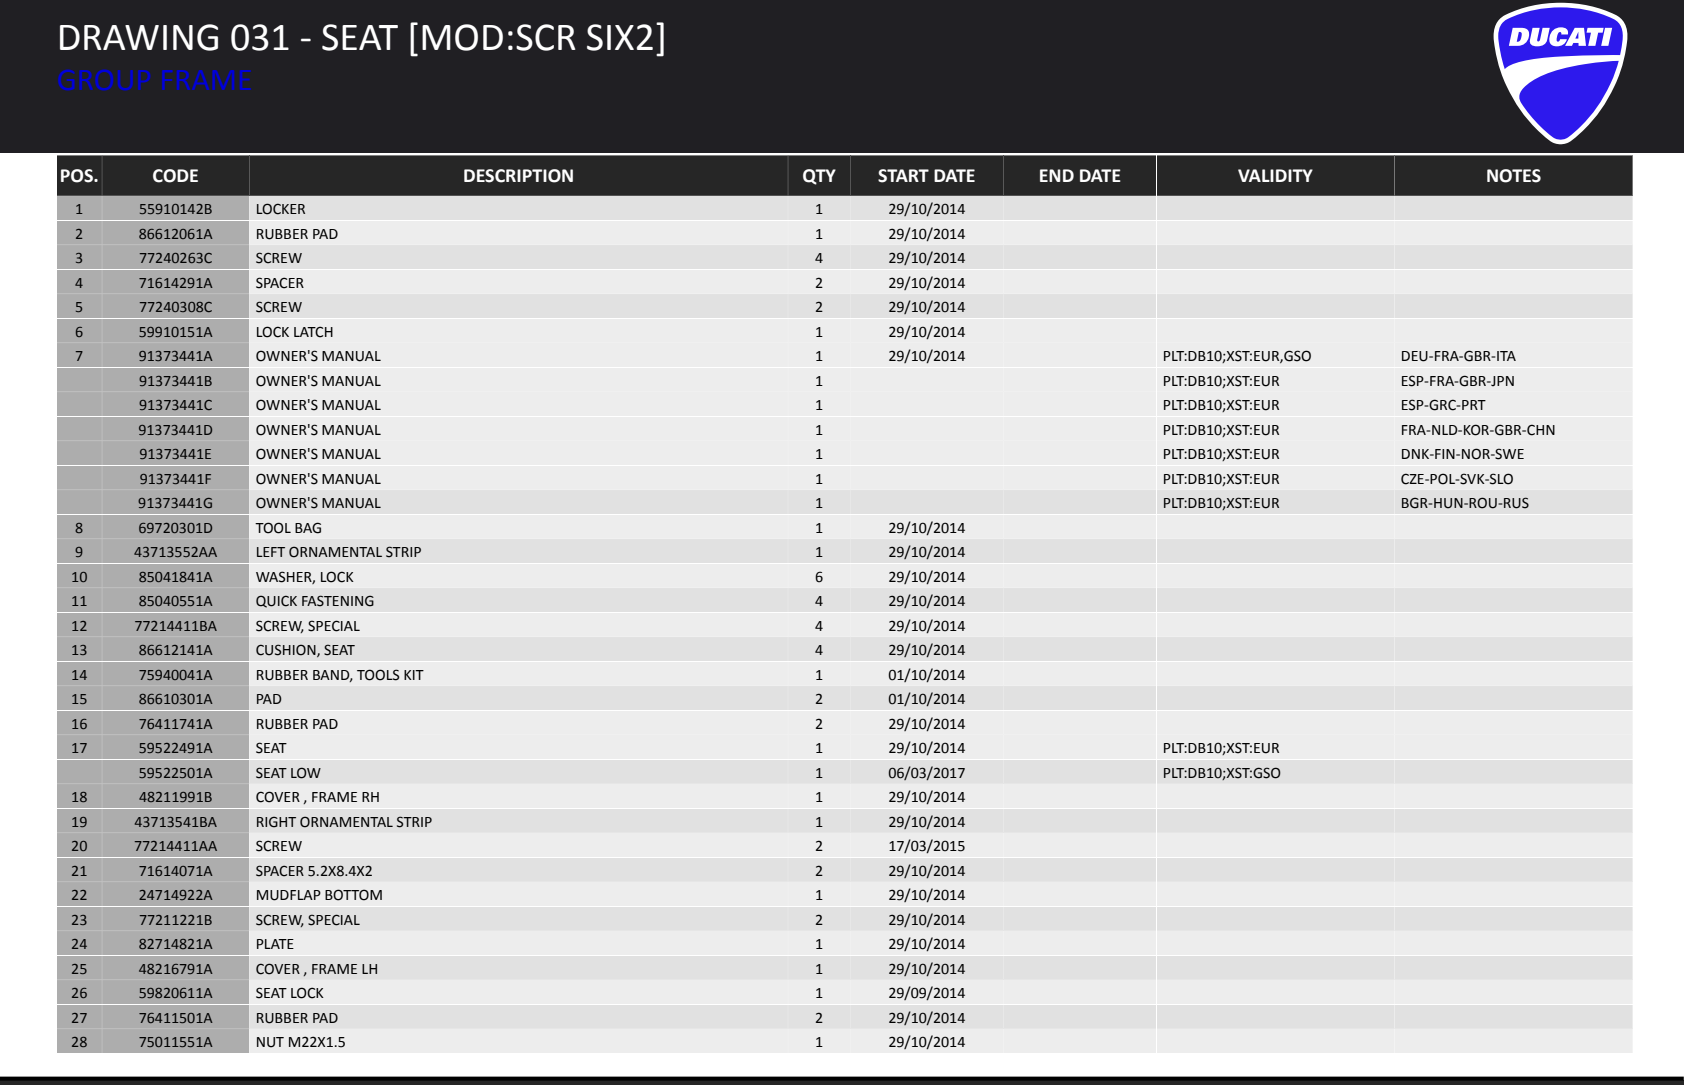 DRAWING 031 - SEAT [MOD:SCR SIX2]
GROUP FRAME
DUCATI
POS. CODE DESCRIPTION QTY START DATE END DATE VALIDITY NOTES
1 55910142B LOCKER 1 29/10/2014
2 86612061A RUBBER PAD 1 29/10/2014
3 77240263C SCREW 4 29/10/2014
4 71614291A SPACER 2 29/10/2014
5 77240308C SCREW 2 29/10/2014
6 59910151A LOCK LATCH 1 29/10/2014
7 91373441A OWNER'S MANUAL 1 29/10/2014 PLT:DB10;XST:EUR,GSO DEU-FRA-GBR-ITA
91373441B OWNER'S MANUAL 1 PLT:DB10;XST:EUR ESP-FRA-GBR-JPN
91373441C OWNER'S MANUAL 1 PLT:DB10;XST:EUR ESP-GRC-PRT
91373441D OWNER'S MANUAL 1 PLT:DB10;XST:EUR FRA-NLD-KOR-GBR-CHN
91373441E OWNER'S MANUAL 1 PLT:DB10;XST:EUR DNK-FIN-NOR-SWE
91373441F OWNER'S MANUAL 1 PLT:DB10;XST:EUR CZE-POL-SVK-SLO
91373441G OWNER'S MANUAL 1 PLT:DB10;XST:EUR BGR-HUN-ROU-RUS
8 69720301D TOOL BAG 1 29/10/2014
9 43713552AA LEFT ORNAMENTAL STRIP 1 29/10/2014
10 85041841A WASHER, LOCK 6 29/10/2014
11 85040551A QUICK FASTENING 4 29/10/2014
12 77214411BA SCREW, SPECIAL 4 29/10/2014
13 86612141A CUSHION, SEAT 4 29/10/2014
14 75940041A RUBBER BAND, TOOLS KIT 1 01/10/2014
15 86610301A PAD 2 01/10/2014
16 76411741A RUBBER PAD 2 29/10/2014
17 59522491A SEAT 1 29/10/2014 PLT:DB10;XST:EUR
59522501A SEAT LOW 1 06/03/2017 PLT:DB10;XST:GSO
18 48211991B COVER , FRAME RH 1 29/10/2014
19 43713541BA RIGHT ORNAMENTAL STRIP 1 29/10/2014
20 77214411AA SCREW 2 17/03/2015
21 71614071A SPACER 5.2X8.4X2 2 29/10/2014
22 24714922A MUDFLAP BOTTOM 1 29/10/2014
23 77211221B SCREW, SPECIAL 2 29/10/2014
24 82714821A PLATE 1 29/10/2014
25 48216791A COVER , FRAME LH 1 29/10/2014
26 59820611A SEAT LOCK 1 29/09/2014
27 76411501A RUBBER PAD 2 29/10/2014
28 75011551A NUT M22X1.5 1 29/10/2014